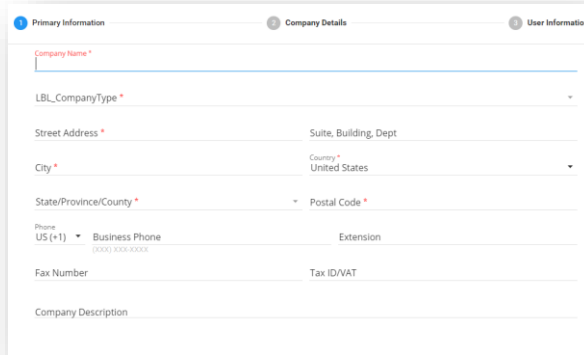 1 Primary Information 2 Company Details 3 User Informatio
Company Name *
LBL_CompanyType *
Street Address * Suite, Building, Dept
Country *
City * United States
State/Province/County * Postal Code *
Phone
US (+1) Business Phone Extension
(XXX) XXX-XXXX
Fax Number Tax ID/VAT
Company Description